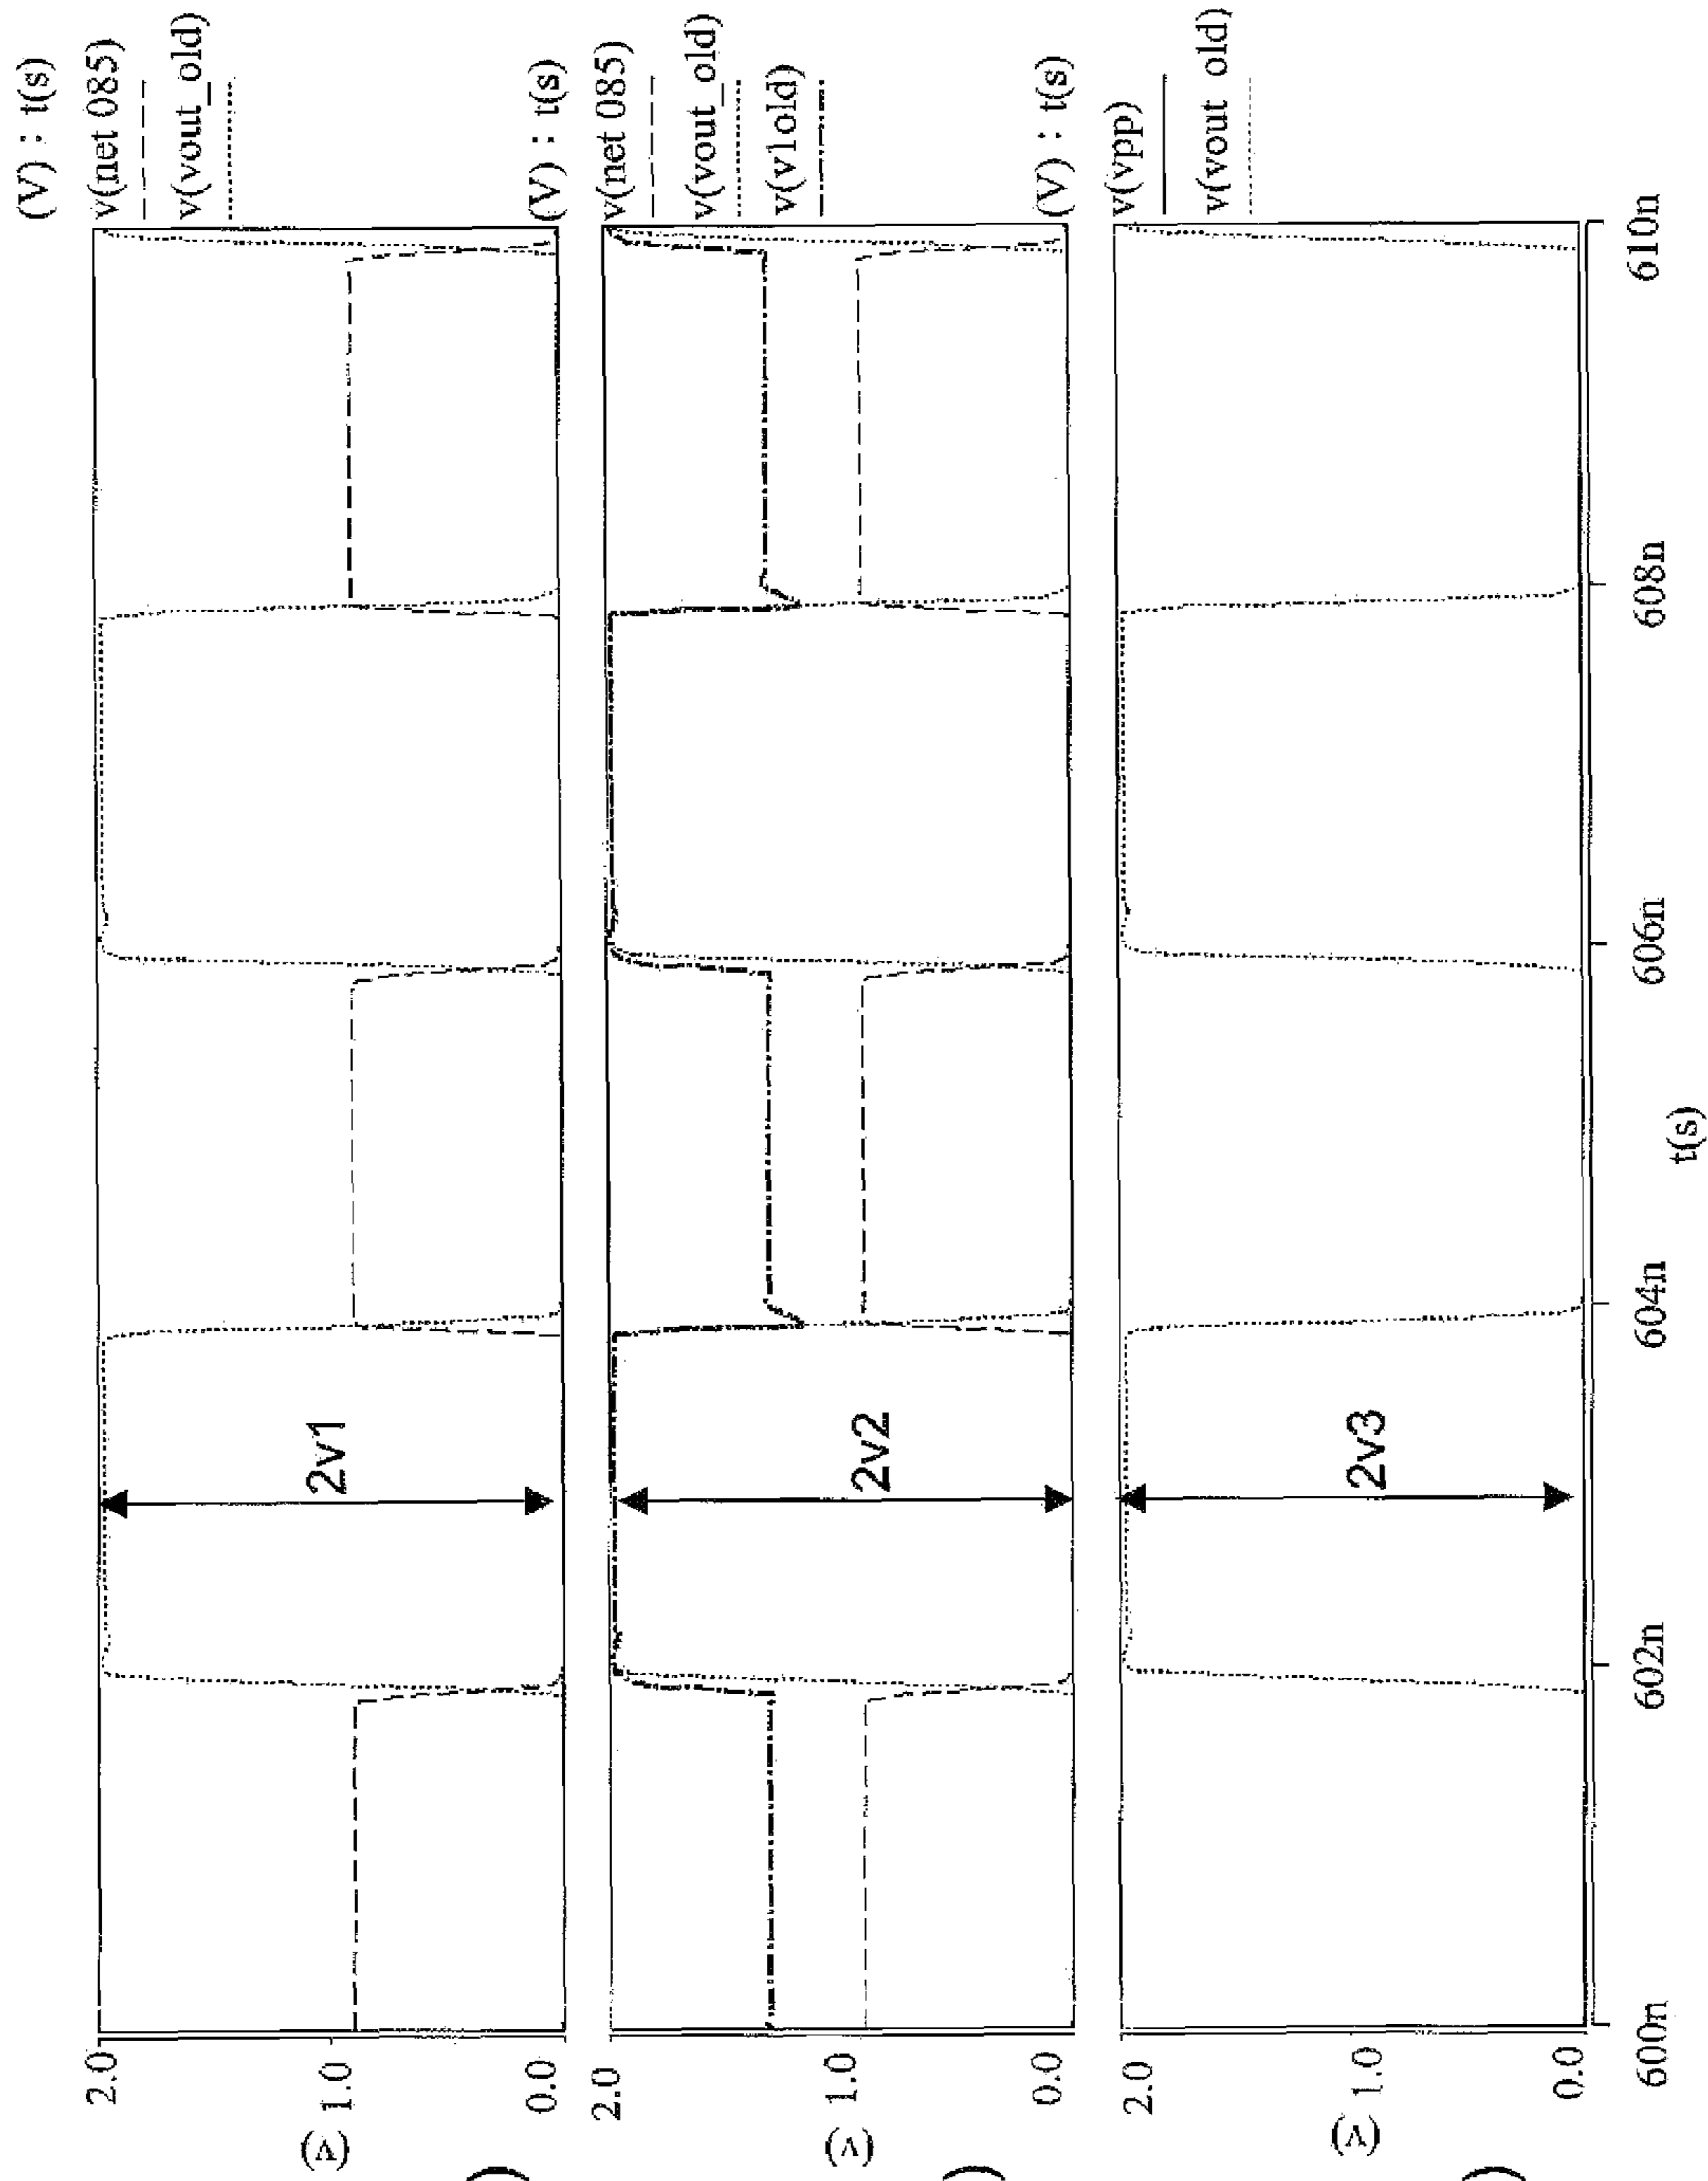 (V) : t(s)
v(net 085)
v(vout_old)
2.0
1.0
0.0
(v)
2v1
)
(V) : t(s)
v(net 085)
v(vout_old)
v(v1old)
2.0
1.0
0.0
(v)
2v2
)
(V) : t(s)
v(vpp)
v(vout old)
2.0
1.0
0.0
(v)
2v3
)
600n 602n 604n 606n 608n 610n
t(s)